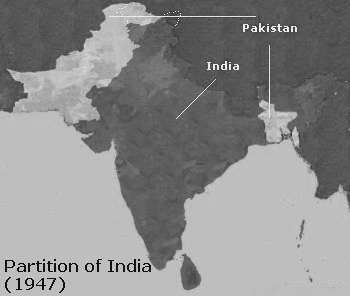 Pakistan
India
Partition of India
(1947)